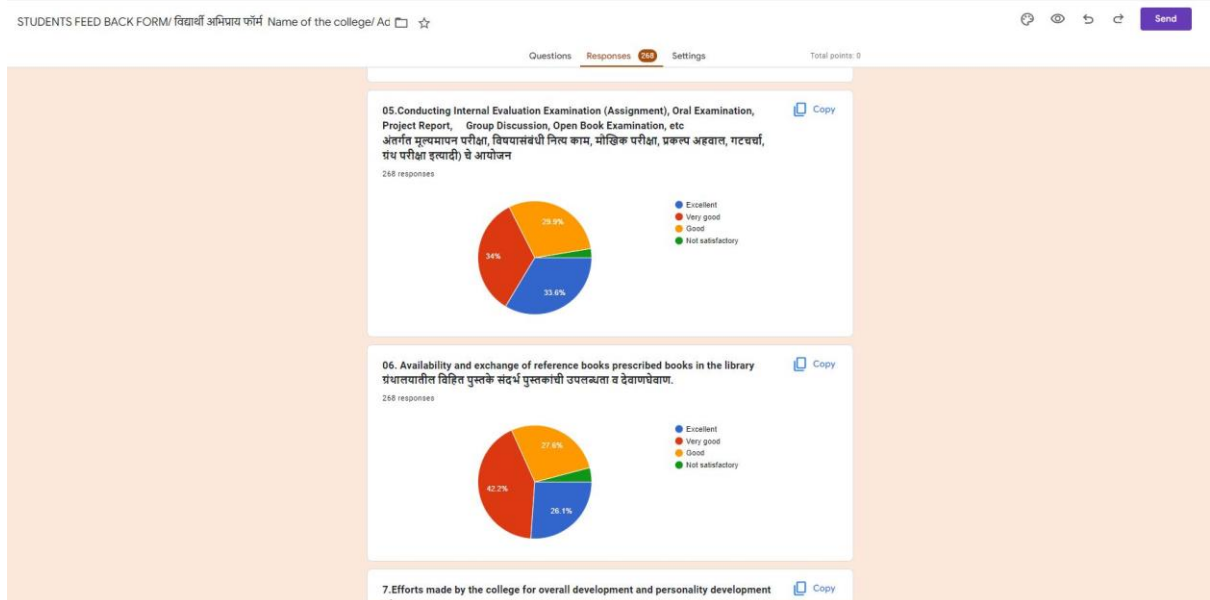 STUDENTS FEED BACK FORM/ विद्यार्थी अभिप्राय फॉर्म Name of the college/ Ac
Send
Questions Responses 268 Settings Total points: 0
05.Conducting Internal Evaluation Examination (Assignment), Oral Examination,
Project Report, Group Discussion, Open Book Examination, etc
अंतर्गत मूल्यमापन परीक्षा, विषयासंबंधी नित्य काम, मोखिक परीक्षा, प्रकल्प अहवाल, गटचर्चा,
ग्रंथ परीक्षा इत्यादी) चे आयोजन
Copy
268 responses
29.9%
34%
33.6%
Excellent
Very good
Good
Not satisfactory
06. Availability and exchange of reference books prescribed books in the library
ग्रंथालयातील विहित पुस्तके संदर्भ पुस्तकांची उपलब्धता व देवाणघेवाण.
Copy
268 responses
27.6%
42.2%
26.1%
Excellent
Very good
Good
Not satisfactory
7.Efforts made by the college for overall development and personality development
Copy